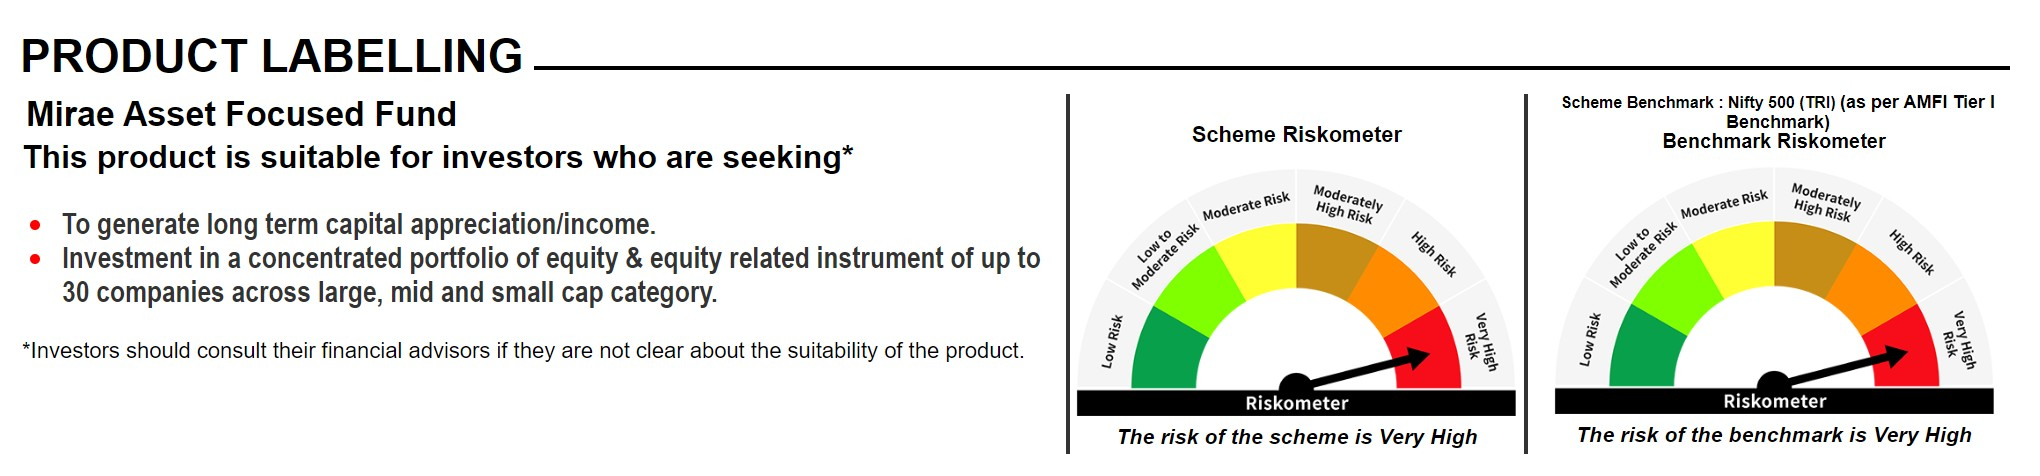 PRODUCT LABELLING
Mirae Asset Focused Fund
This product is suitable for investors who are seeking*
To generate long term capital appreciation/income.
Investment in a concentrated portfolio of equity & equity related instrument of up to
30 companies across large, mid and small cap category.
*Investors should consult their financial advisors if they are not clear about the suitability of the product.
Scheme Riskometer
Low Risk
Low to
Moderate Risk
Moderate Risk
Moderately
High Risk
High Risk
Very High
Risk
Riskometer
The risk of the scheme is Very High
Scheme Benchmark : Nifty 500 (TRI) (as per AMFI Tier I
Benchmark)
Benchmark Riskometer
Low Risk
Low to
Moderate Risk
Moderate Risk
Moderately
High Risk
High Risk
Very High
Risk
Riskometer
The risk of the benchmark is Very High